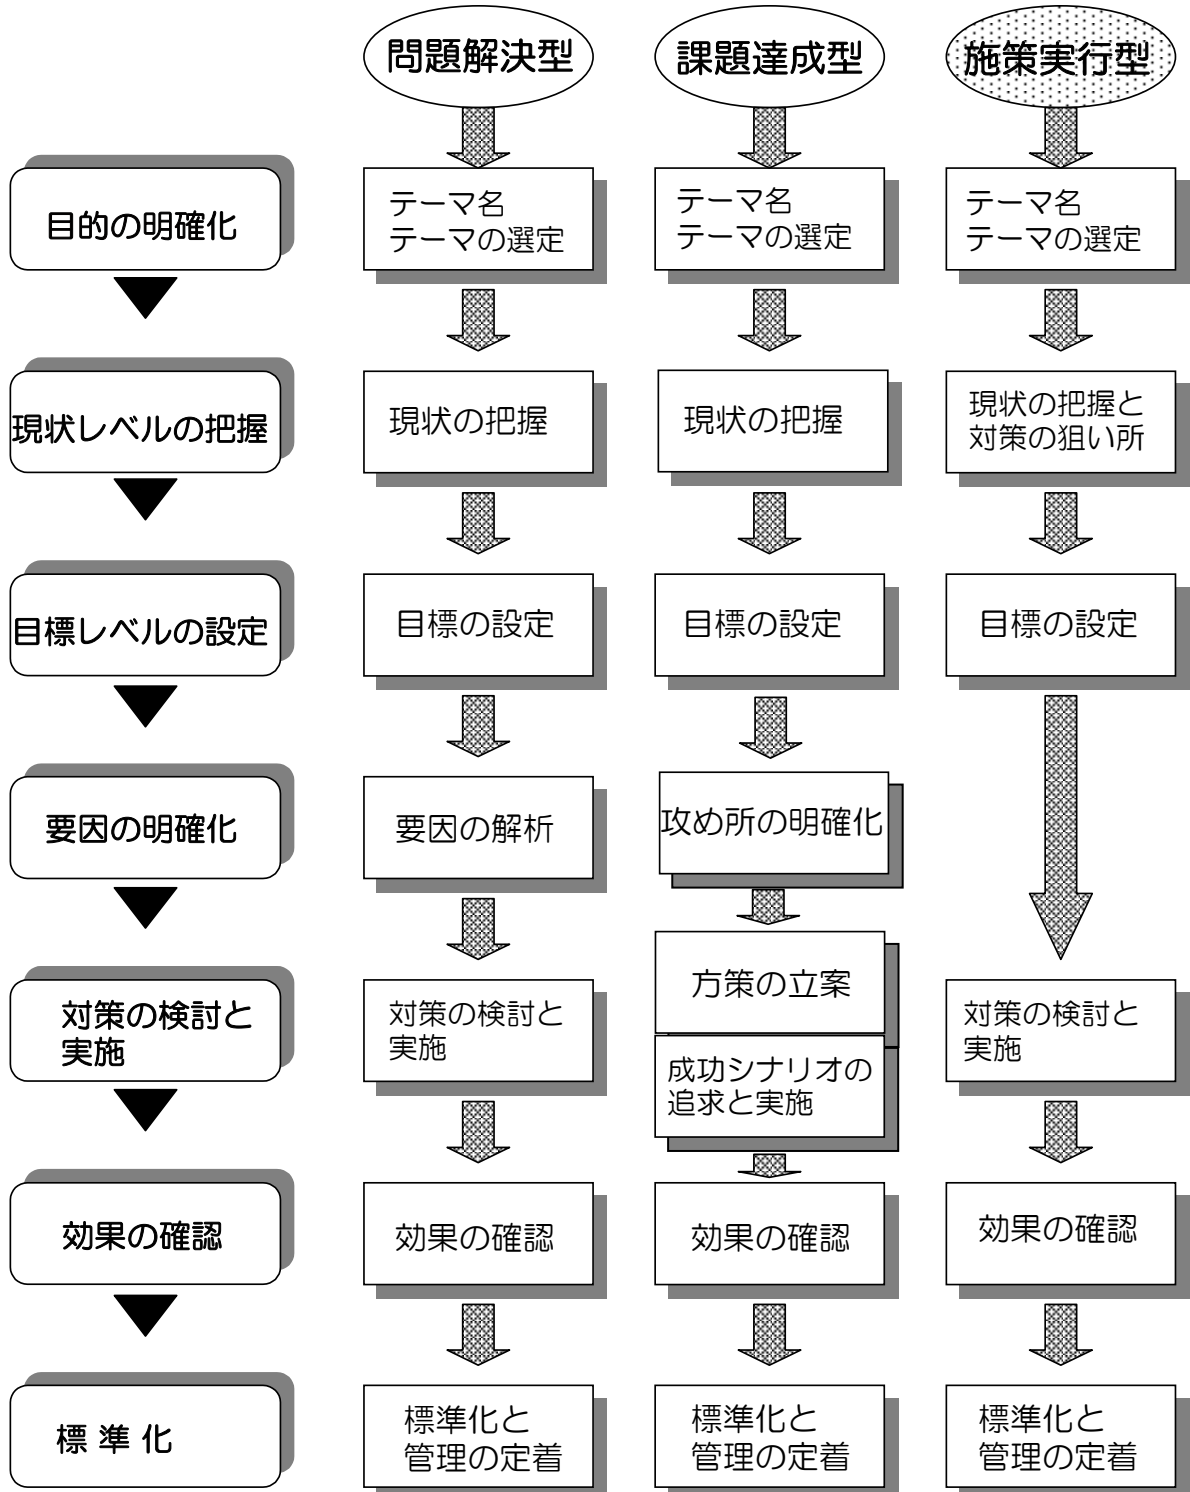 問題解決型
課題達成型
施策実行型
目的の明確化
テーマ名
テーマの選定
テーマ名
テーマの選定
テーマ名
テーマの選定
現状レベルの把握
現状の把握
現状の把握
現状の把握と
対策の狙い所
目標レベルの設定
目標の設定
目標の設定
目標の設定
要因の明確化
要因の解析
攻め所の明確化
対策の検討と
実施
対策の検討と
実施
方策の立案
成功シナリオの
追求と実施
対策の検討と
実施
効果の確認
効果の確認
効果の確認
効果の確認
標 準 化
標準化と
管理の定着
標準化と
管理の定着
標準化と
管理の定着